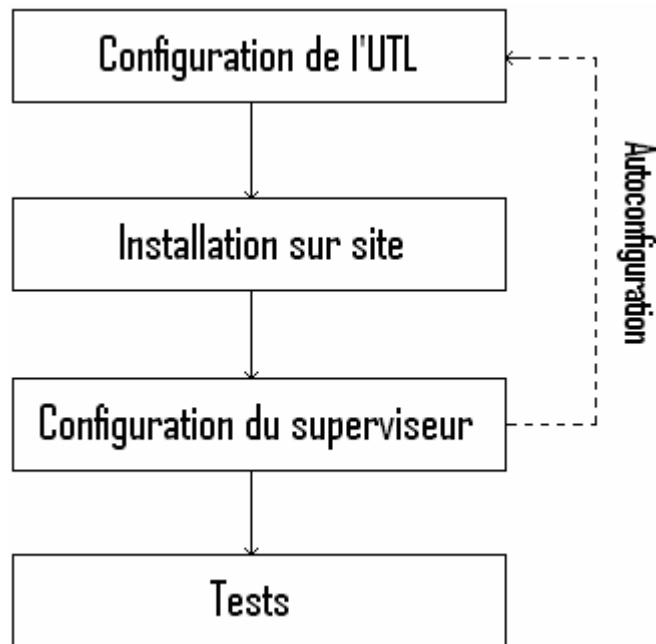 Configuration de l'UTL
Autoconfiguration
Installation sur site
Configuration du superviseur
Tests